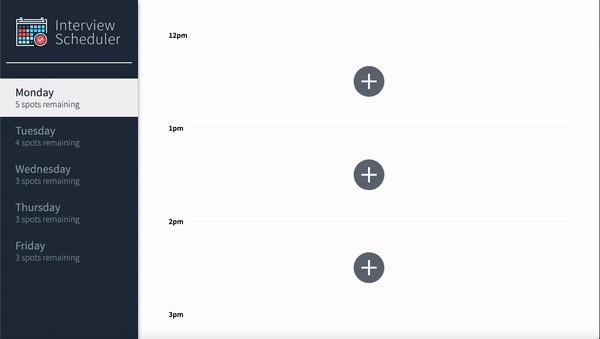 Interview
Scheduler
Monday
5 spots remaining
Tuesday
4 spots remaining
Wednesday
3 spots remaining
Thursday
3 spots remaining
Friday
3 spots remaining
12pm
1pm
2pm
3pm